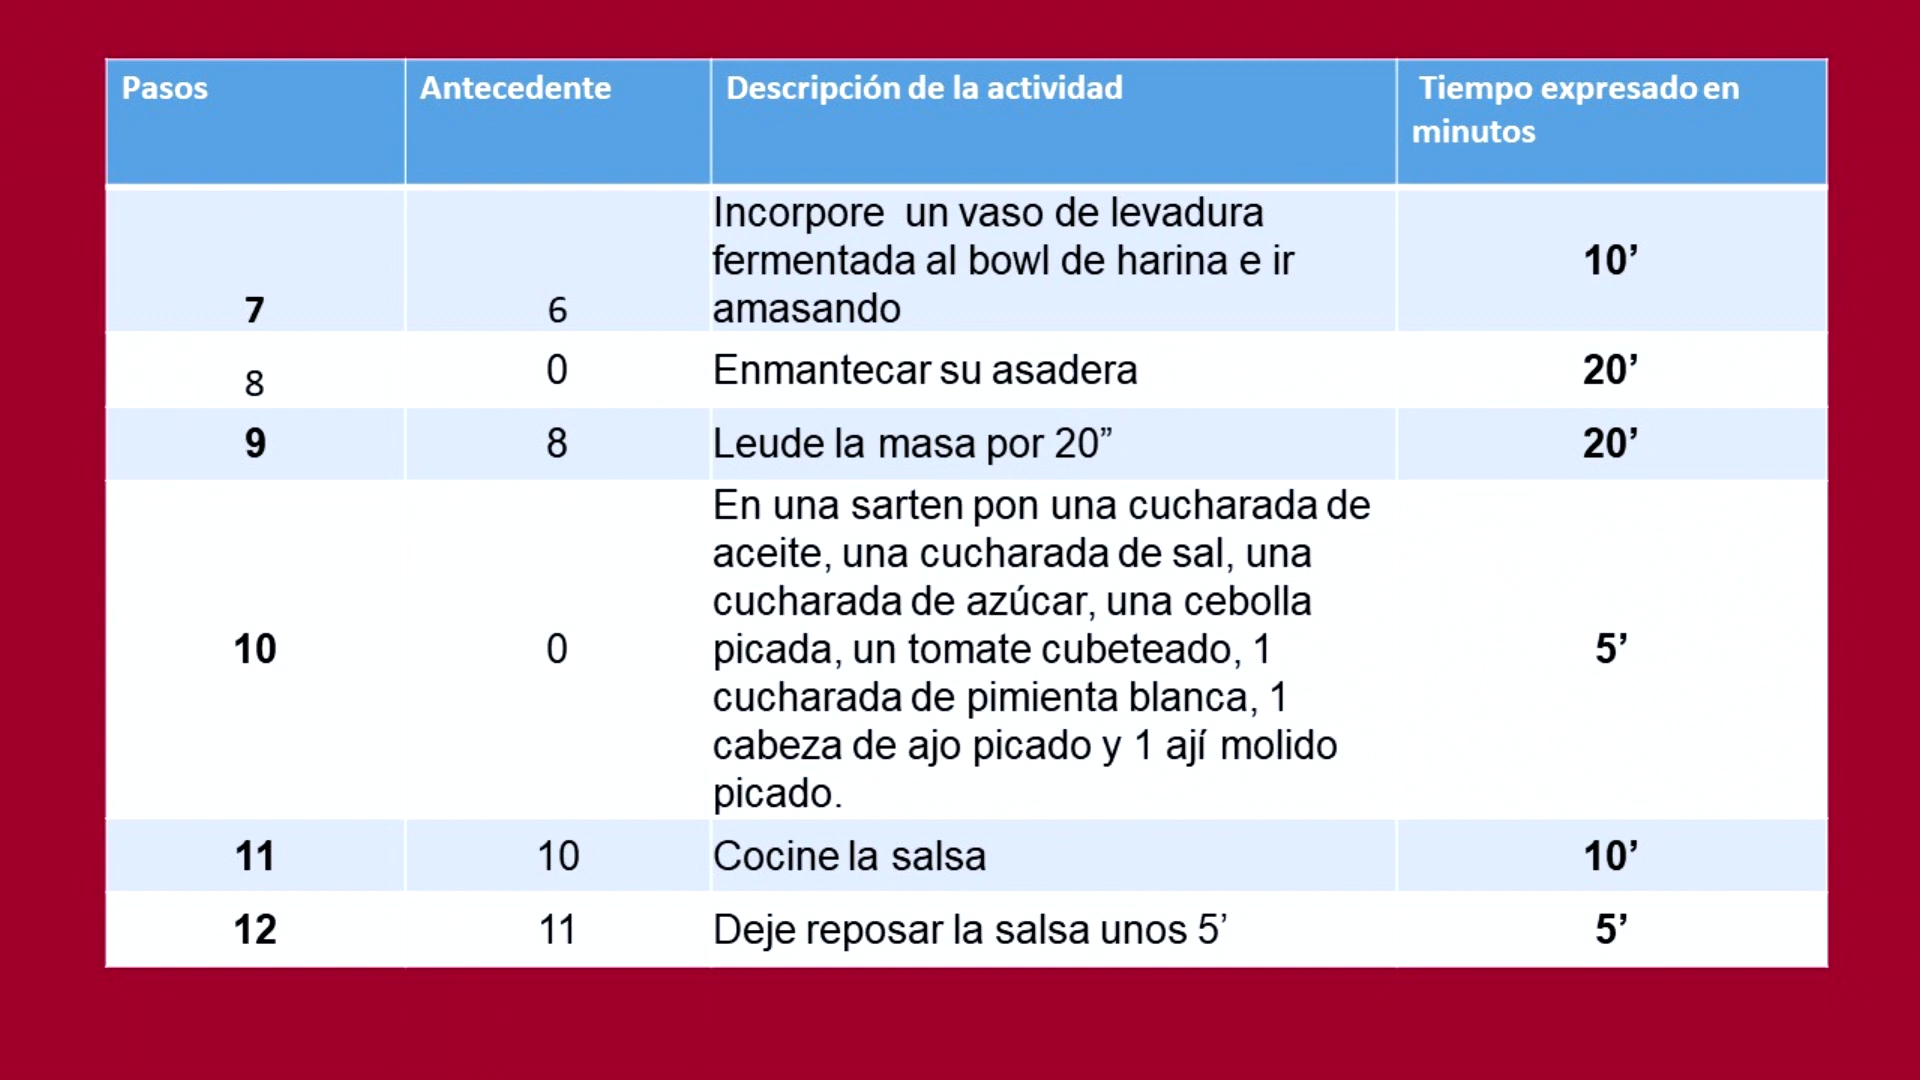 Pasos
Antecedente
Descripción de la actividad
Tiempo expresado en
minutos
7
6
Incorpore un vaso de levadura
fermentada al bowl de harina e ir
amasando
10’
8
0
Enmantecar su asadera
20’
9
8
Leude la masa por 20”
20’
10
0
En una sarten pon una cucharada de
aceite, una cucharada de sal, una
cucharada de azúcar, una cebolla
picada, un tomate cubeteado, 1
cucharada de pimienta blanca, 1
cabeza de ajo picado y 1 ají molido
picado.
5’
11
10
Cocine la salsa
10’
12
11
Deje reposar la salsa unos 5’
5’